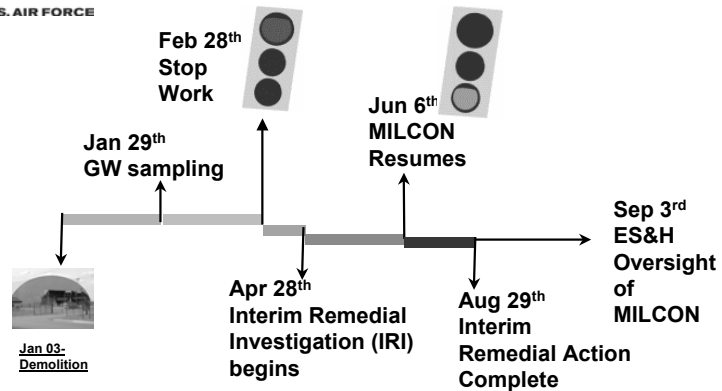 S. AIR FORCE
Feb 28th
Stop
Work
Jun 6th
MILCON
Resumes
Jan 29th
GW sampling
Sep 3rd
ES&H
Oversight
of
MILCON
Apr 28th
Interim Remedial
Investigation (IRI)
begins
Aug 29th
Interim
Remedial Action
Complete
Jan 03-
Demolition